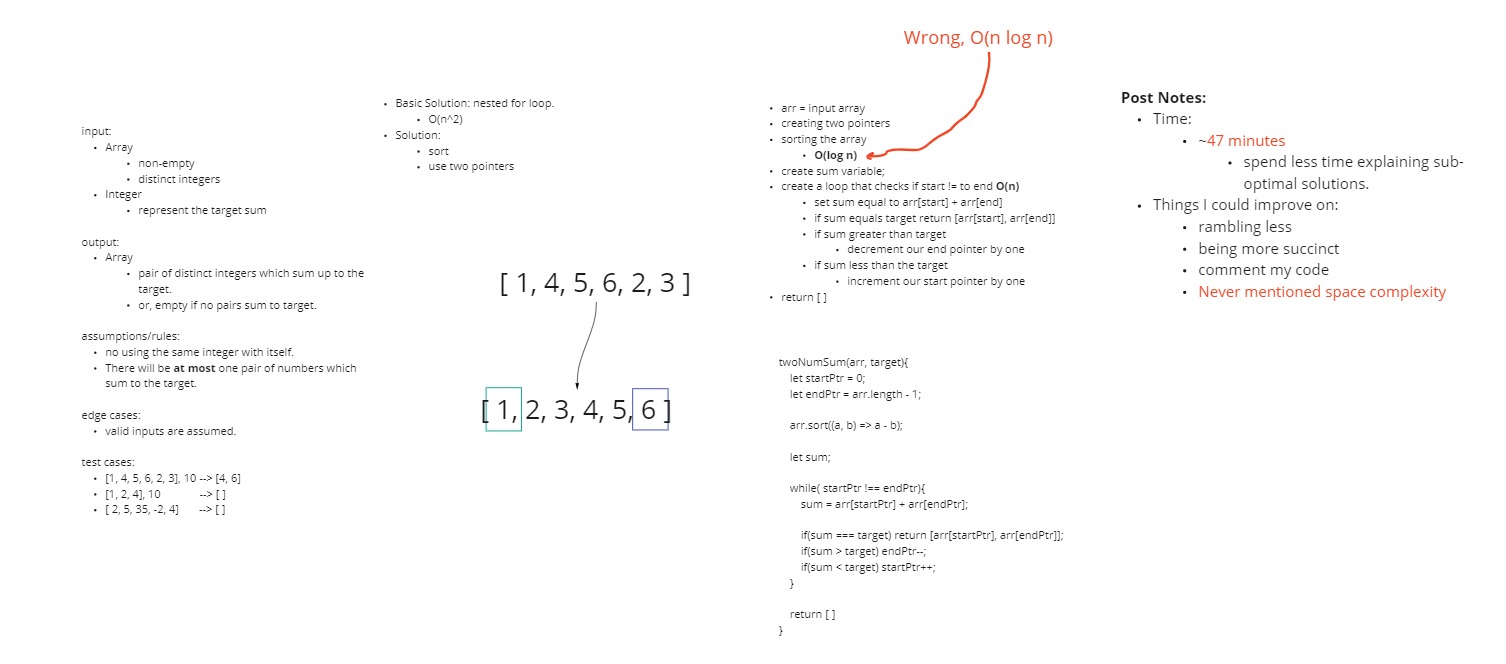 Wrong, O(n log n)
input:
• Array
• non-empty
• distinct integers
• Integer
• represent the target sum
output:
• Array
• pair of distinct integers which sum up to the
target.
• or, empty if no pairs sum to target.
assumptions/rules:
• no using the same integer with itself.
• There will be at most one pair of numbers which
sum to the target.
edge cases:
• valid inputs are assumed.
test cases:
• [1, 4, 5, 6, 2, 3], 10 --> [4, 6]
• [1, 2, 4], 10 --> [ ]
• [ 2, 5, 35, -2, 4] --> [ ]
• Basic Solution: nested for loop.
• O(n^2)
• Solution:
• sort
• use two pointers
[ 1, 4, 5, 6, 2, 3 ]
[ 1, 2, 3, 4, 5, 6 ]
• arr = input array
• creating two pointers
• sorting the array
• O(log n)
• create sum variable;
• create a loop that checks if start != to end O(n)
• set sum equal to arr[start] + arr[end]
• if sum equals target return [arr[start], arr[end]]
• if sum greater than target
• decrement our end pointer by one
• if sum less than the target
• increment our start pointer by one
• return [ ]
twoNumSum(arr, target){
let startPtr = 0;
let endPtr = arr.length - 1;
arr.sort((a, b) => a - b);
let sum;
while( startPtr !== endPtr){
sum = arr[startPtr] + arr[endPtr];
if(sum === target) return [arr[startPtr], arr[endPtr]];
if(sum > target) endPtr--;
if(sum < target) startPtr++;
}
return [ ]
}
Post Notes:
• Time:
• ~47 minutes
• spend less time explaining sub-
optimal solutions.
• Things I could improve on:
• rambling less
• being more succinct
• comment my code
• Never mentioned space complexity